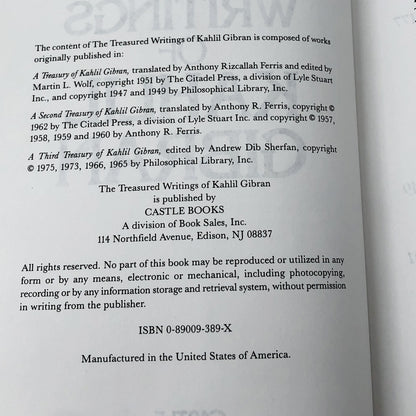 WRITINGS
OF
The content of The Treasured Writings of Kahlil Gibran is composed of works
originally published in:
A Treasury of Kahlil Gibran, translated by Anthony Rizcallah Ferris and edited by
Martin L. Wolf, copyright 1951 by The Citadel Press, a division of Lyle Stuart
Inc., and copyright 1947 and 1949 by Philosophical Library, Inc.
A Second Treasury of Kahlil Gibran, translated by Anthony R. Ferris, copyright ©
1962 by The Citadel Press, a division of Lyle Stuart Inc. and copyright © 1957,
1958, 1959 and 1960 by Anthony R. Ferris.
A Third Treasury of Kahlil Gibran, edited by Andrew Dib Sherfan, copyright
© 1975, 1973, 1966, 1965 by Philosophical Library, Inc.
The Treasured Writings of Kahlil Gibran
is published by
CASTLE BOOKS
A division of Book Sales, Inc.
114 Northfield Avenue, Edison, NJ 08837
All rights reserved. No part of this book may be reproduced or utilized in any
form or by any means, electronic or mechanical, including photocopying,
recording or by any information storage and retrieval system, without permission
in writing from the publisher.
ISBN 0-89009-389-X
Manufactured in the United States of America.